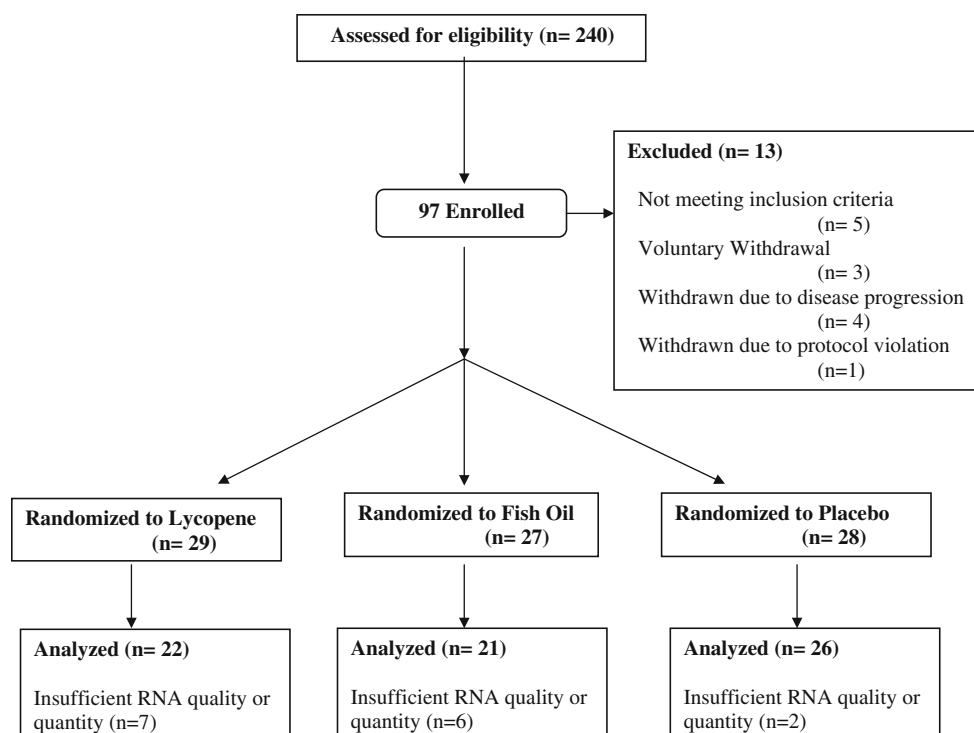 Assessed for eligibility (n= 240)
97 Enrolled
Excluded (n= 13)
Not meeting inclusion criteria
(n= 5)
Voluntary Withdrawal
(n= 3)
Withdrawn due to disease progression
(n= 4)
Withdrawn due to protocol violation
(n=1)
Randomized to Lycopene
(n= 29)
Randomized to Fish Oil
(n= 27)
Randomized to Placebo
(n= 28)
Analyzed (n= 22)
Insufficient RNA quality or
quantity (n=7)
Analyzed (n= 21)
Insufficient RNA quality or
quantity (n=6)
Analyzed (n= 26)
Insufficient RNA quality or
quantity (n=2)